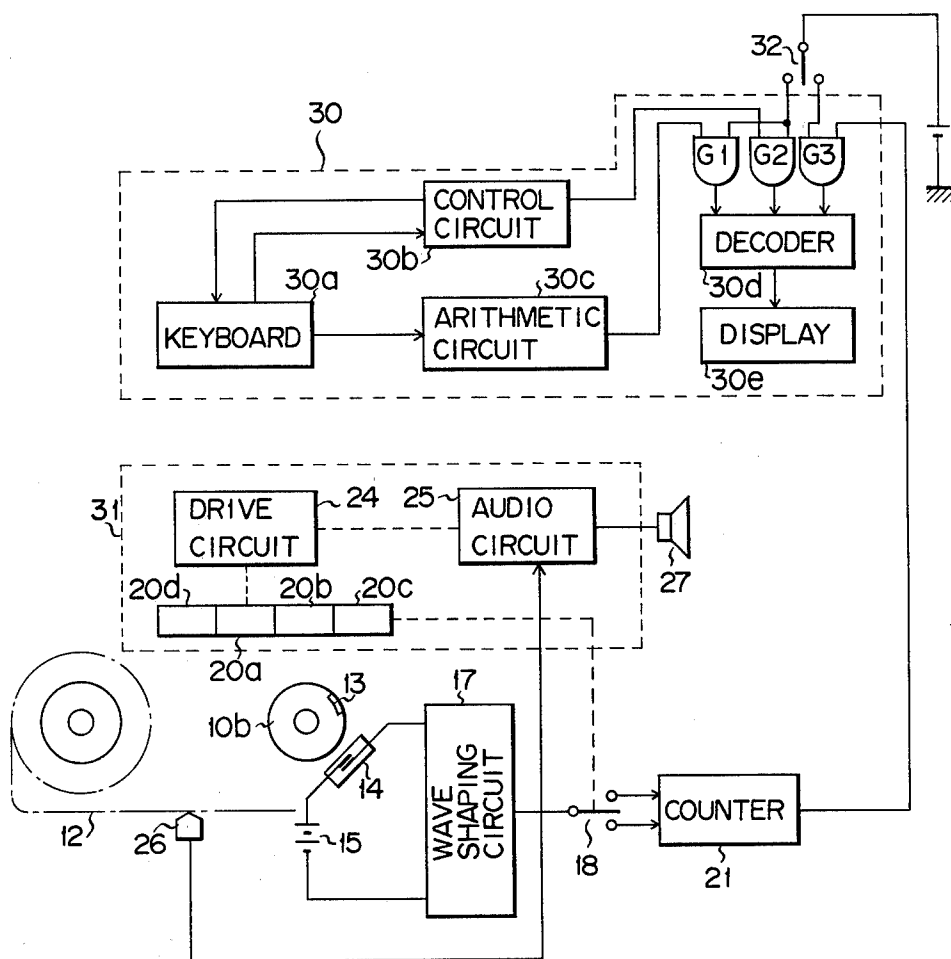 32
30
G1
G2
G3
CONTROL
CIRCUIT
30b
DECODER
30d
30a
30c
KEYBOARD
ARITHMETIC
CIRCUIT
DISPLAY
30e
31
DRIVE
CIRCUIT
24
25
AUDIO
CIRCUIT
27
20d
20b
20c
20a
13
17
10b
14
WAVE
SHAPING
CIRCUIT
COUNTER
12
26
15
18
21